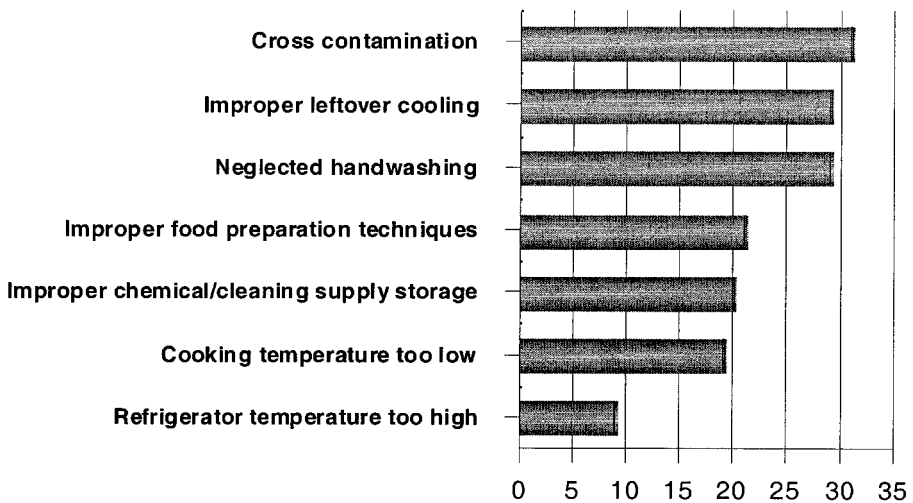 Cross contamination
Improper leftover cooling
Neglected handwashing
Improper food preparation techniques
Improper chemical/cleaning supply storage
Cooking temperature too low
Refrigerator temperature too high
0 5 10 15 20 25 30 35